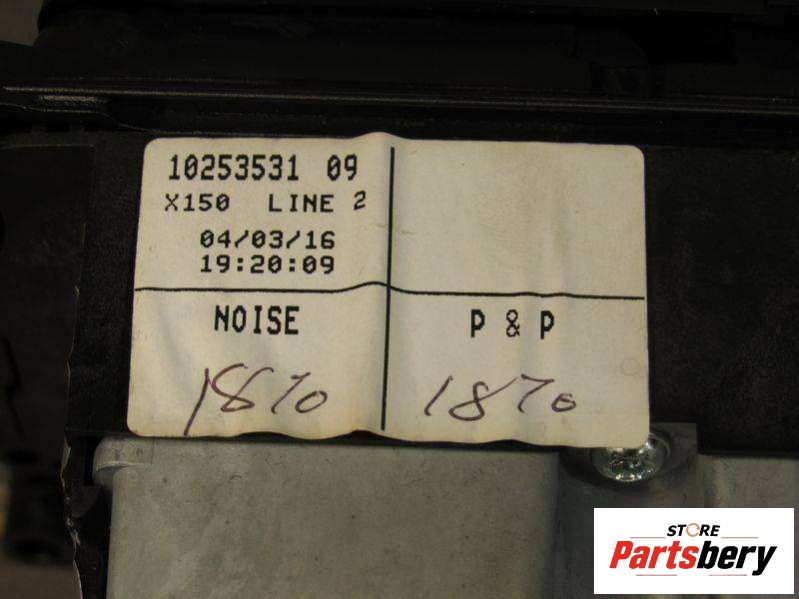 10253531 09
X150 LINE 2
04/03/16
19:20:09
NOISE
P & P
1870
1870
STORE
Partsbery